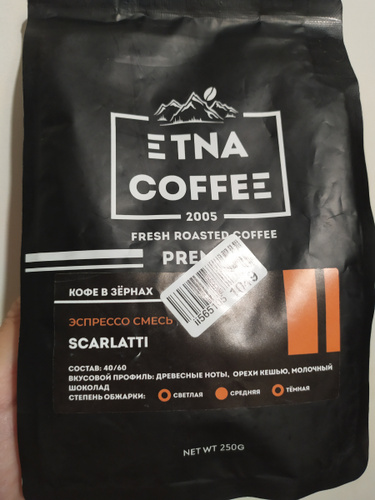 ETNA
COFFEE
2005
FRESH ROASTED COFFEE
КОФЕ В ЗЁРНАХ
ЭСПРЕССО СМЕСЬ
SCARLATTI
СОСТАВ: 40/60
ВКУСОВОЙ ПРОФИЛЬ: ДРЕВЕСНЫЕ НОТЫ, ОРЕХИ КЕШЬЮ, МОЛОЧНЫЙ
ШОКОЛАД
СТЕПЕНЬ ОБЖАРКИ: СВЕТЛАЯ СРЕДНЯЯ ТЁМНАЯ
NET WT 250G